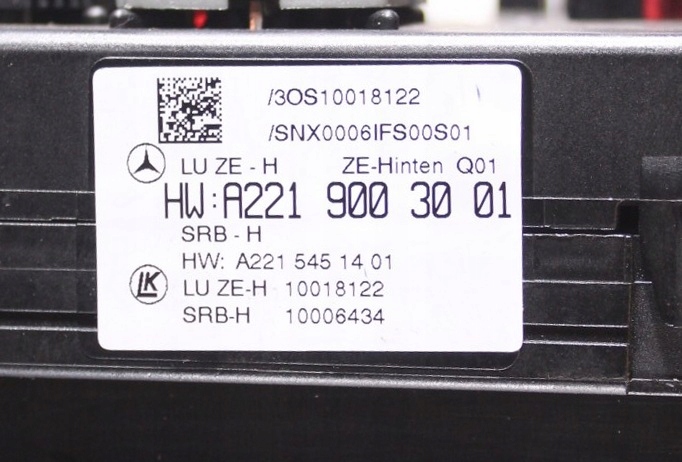 /3OS10018122
/SNX0006IFS00S01
LU ZE - H ZE-Hinten Q01
HW:A221 900 30 01
SRB - H
HW: A221 545 14 01
LK
LU ZE-H 10018122
SRB-H 10006434